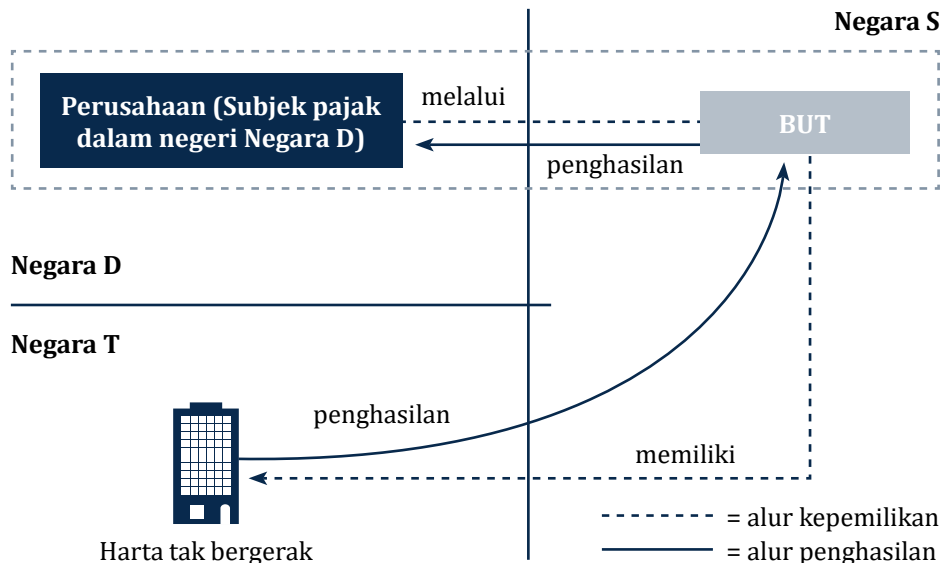 Negara S
Perusahaan (Subjek pajak
dalam negeri Negara D)
melalui
BUT
penghasilan
Negara D
Negara T
penghasilan
memiliki
Harta tak bergerak
= alur kepemilikan
= alur penghasilan